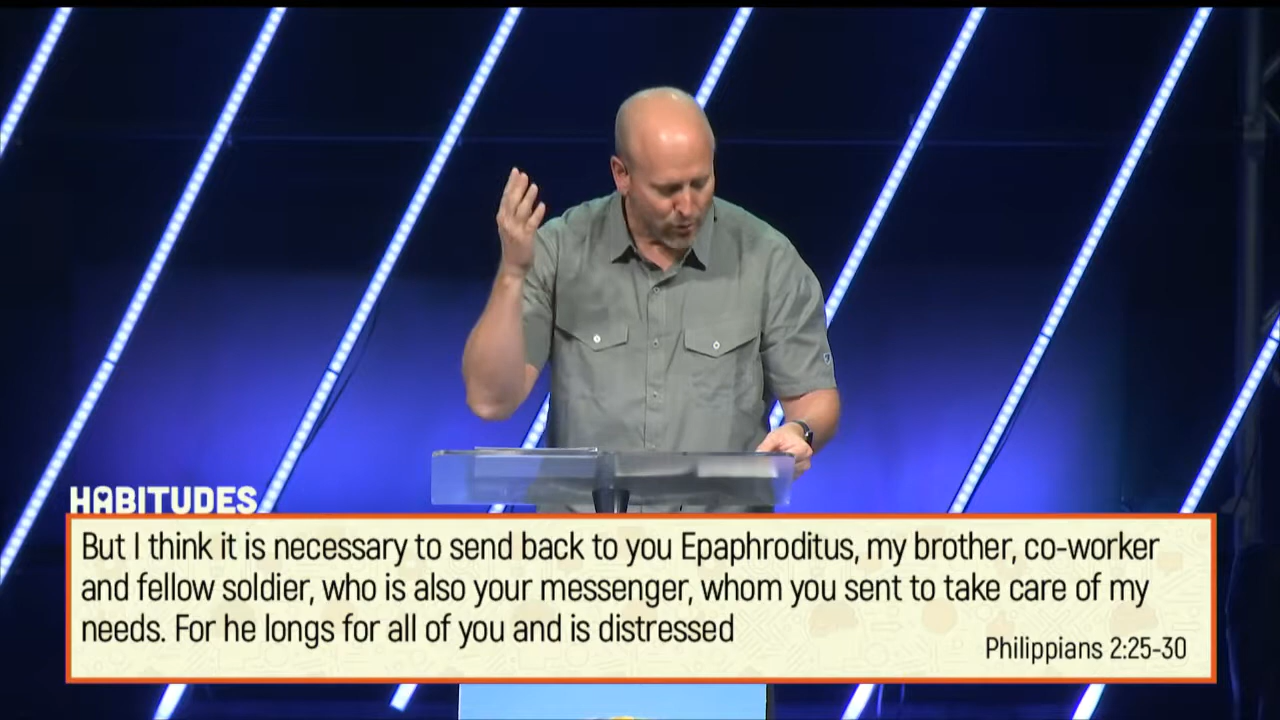 HABITUDES
But I think it is necessary to send back to you Epaphroditus, my brother, co-worker
and fellow soldier, who is also your messenger, whom you sent to take care of my
needs. For he longs for all of you and is distressed
Philippians 2:25-30